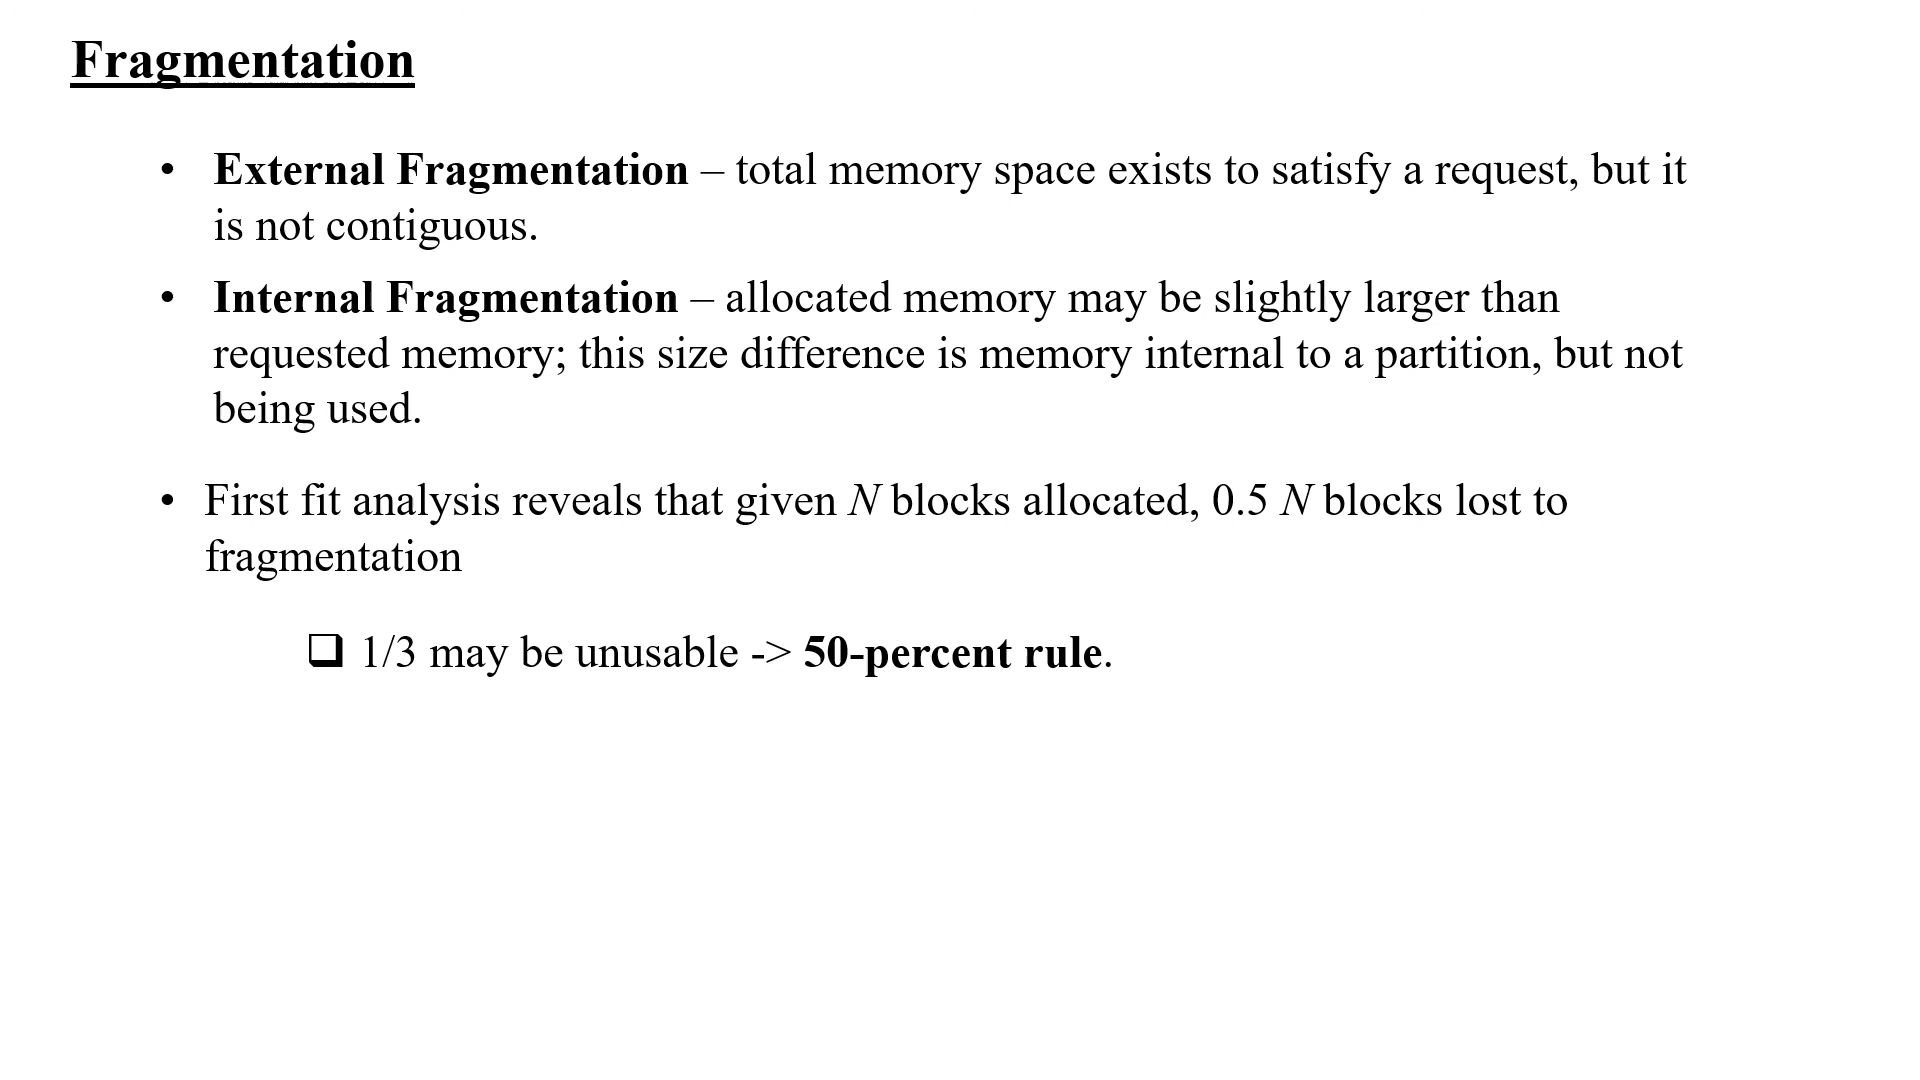 Fragmentation
• External Fragmentation – total memory space exists to satisfy a request, but it
is not contiguous.
• Internal Fragmentation – allocated memory may be slightly larger than
requested memory; this size difference is memory internal to a partition, but not
being used.
• First fit analysis reveals that given N blocks allocated, 0.5 N blocks lost to
fragmentation
❑ 1/3 may be unusable -> 50-percent rule.